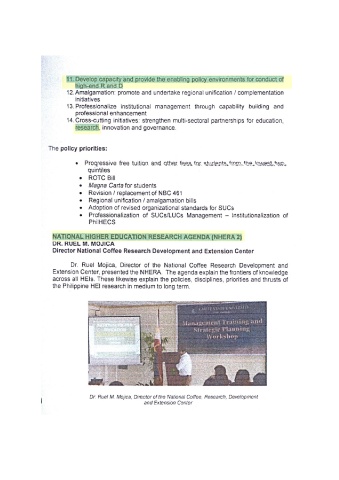 11. Develop capacity and provide the enabling policy environments for conduct of
high-end R and D
12. Amalgamation: promote and undertake regional unification / complementation
initiatives
13. Professionalize institutional management through capability building and
professional enhancement
14. Cross-cutting initiatives: strengthen multi-sectoral partnerships for education,
research, innovation and governance.
The policy priorities:
• Progressive free tuition and other fees for students from the lowest two
quintiles
• ROTC Bill
• Magna Carta for students
• Revision / replacement of NBC 461
• Regional unification / amalgamation bills
• Adoption of revised organizational standards for SUCs
• Professionalization of SUCs/LUCs Management – Institutionalization of
PhilHECS
NATIONAL HIGHER EDUCATION RESEARCH AGENDA (NHERA 2)
DR. RUEL M. MOJICA
Director National Coffee Research Development and Extension Center
Dr. Ruel Mojica, Director of the National Coffee Research Development and
Extension Center, presented the NHERA. The agenda explain the frontiers of knowledge
across all HEIs. These likewise explain the policies, disciplines, priorities and thrusts of
the Philippine HEI research in medium to long term.
Management Training and
Strategic Planning
Workshop
Dr. Ruel M. Mojica, Director of the National Coffee, Research, Development
and Extension Center